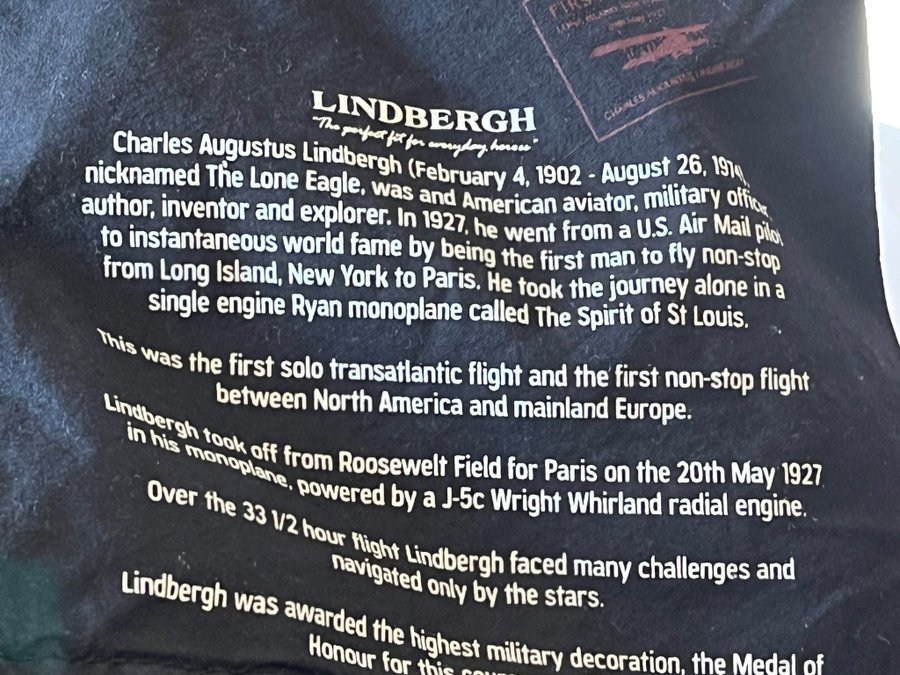 FIRST
LINDBERGH
"The perfect fit for everyday heroes"
CHARLES AUGUSTUS LINDBERGH
Charles Augustus Lindbergh (February 4, 1902 - August 26, 1974),
nicknamed The Lone Eagle, was and American aviator, military officer,
author, inventor and explorer. In 1927, he went from a U.S. Air Mail pilot
to instantaneous world fame by being the first man to fly non-stop
from Long Island, New York to Paris. He took the journey alone in a
single engine Ryan monoplane called The Spirit of St Louis.
This was the first solo transatlantic flight and the first non-stop flight
between North America and mainland Europe.
Lindbergh took off from Roosewelt Field for Paris on the 20th May 1927
in his monoplane, powered by a J-5c Wright Whirland radial engine.
Over the 33 1/2 hour flight Lindbergh faced many challenges and
navigated only by the stars.
Lindbergh was awarded the highest military decoration, the Medal of
Honour for this